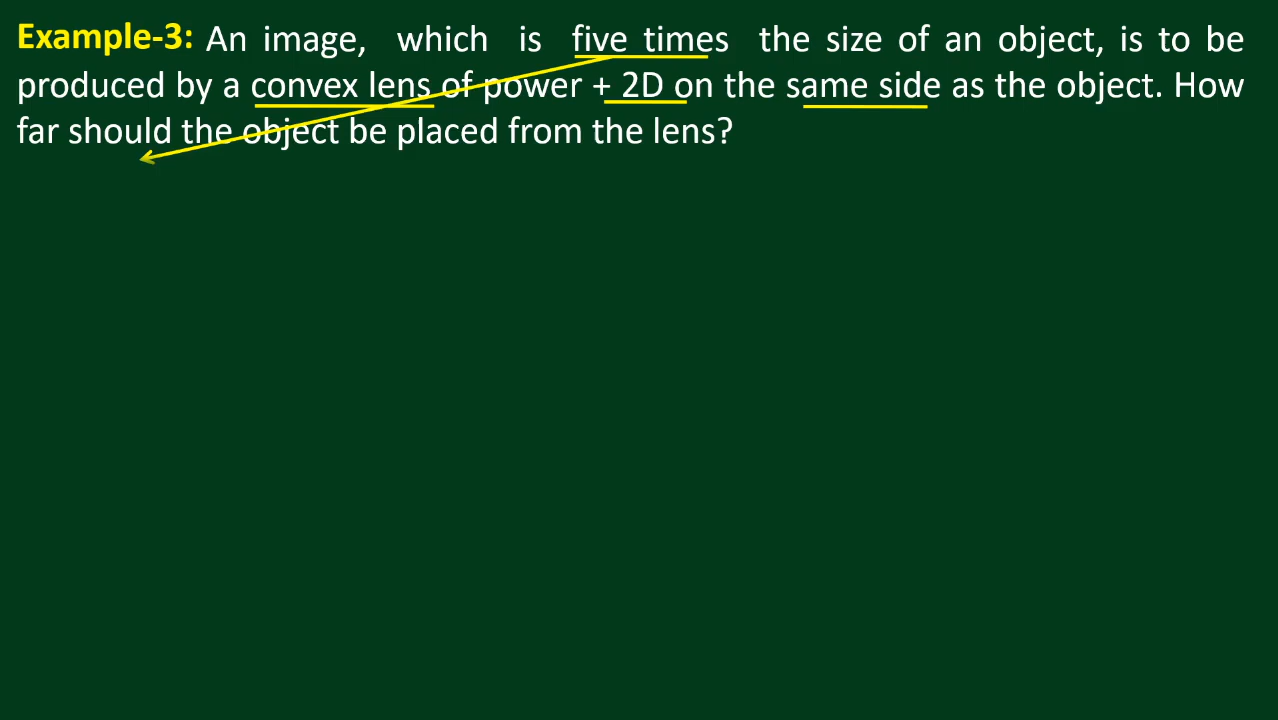 Example-3: An image, which is five times the size of an object, is to be
produced by a convex lens of power + 2D on the same side as the object. How
far should the object be placed from the lens?